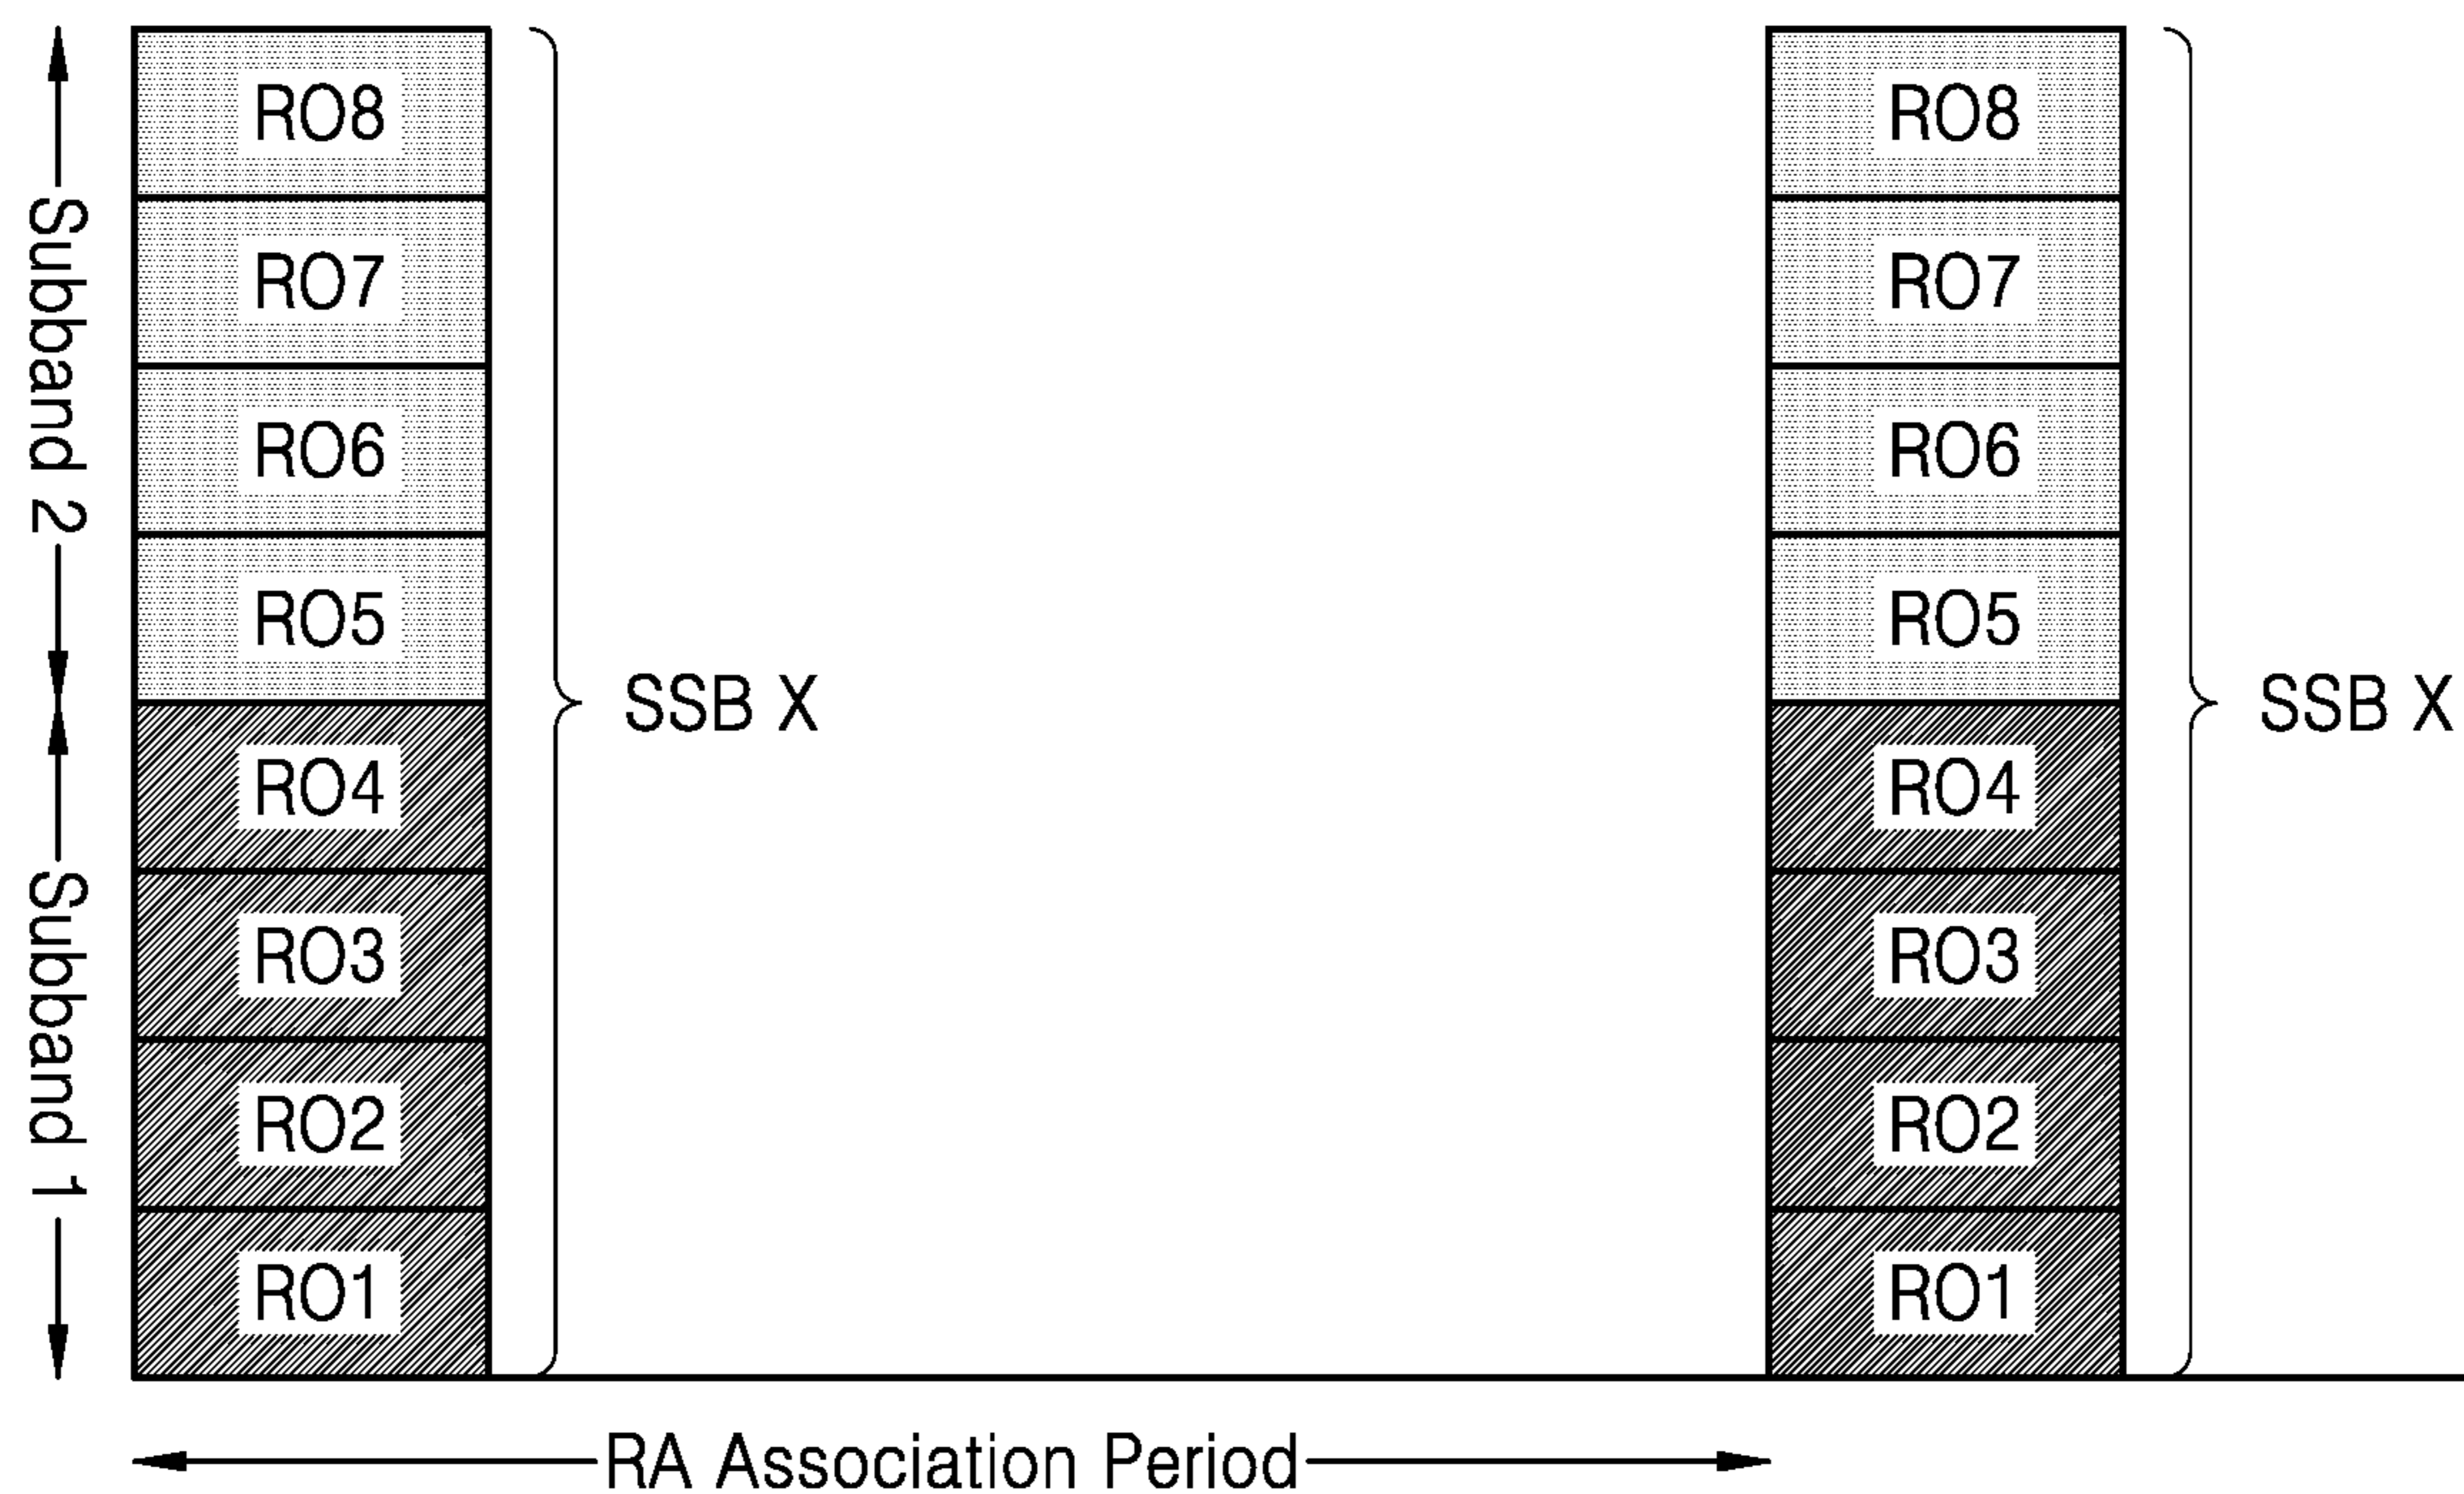 Subband 2
Subband 1
RO8
RO7
RO6
RO5
RO4
RO3
RO2
RO1
SSB X
RO8
RO7
RO6
RO5
RO4
RO3
RO2
RO1
SSB X
RA Association Period